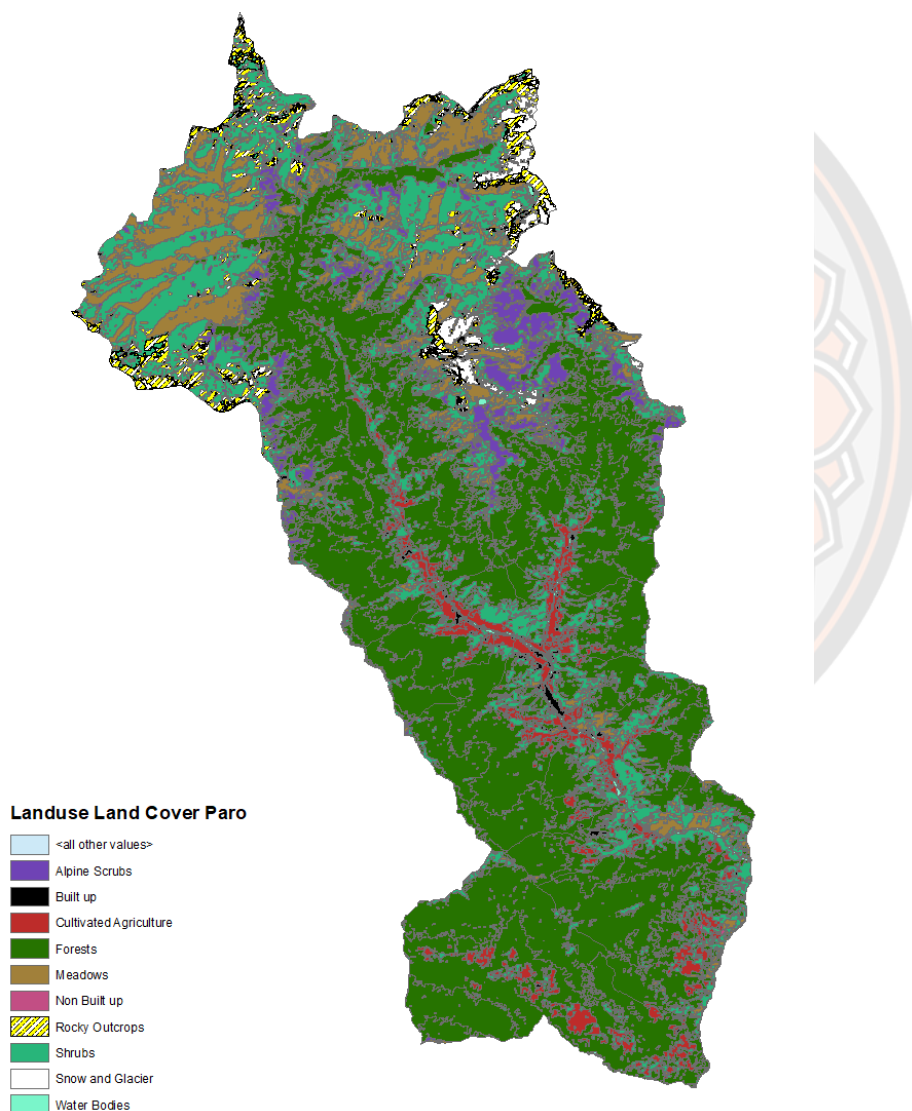 Landuse Land Cover Paro
<all other values>
Alpine Scrubs
Built up
Cultivated Agriculture
Forests
Meadows
Non Built up
Rocky Outcrops
Shrubs
Snow and Glacier
Water Bodies